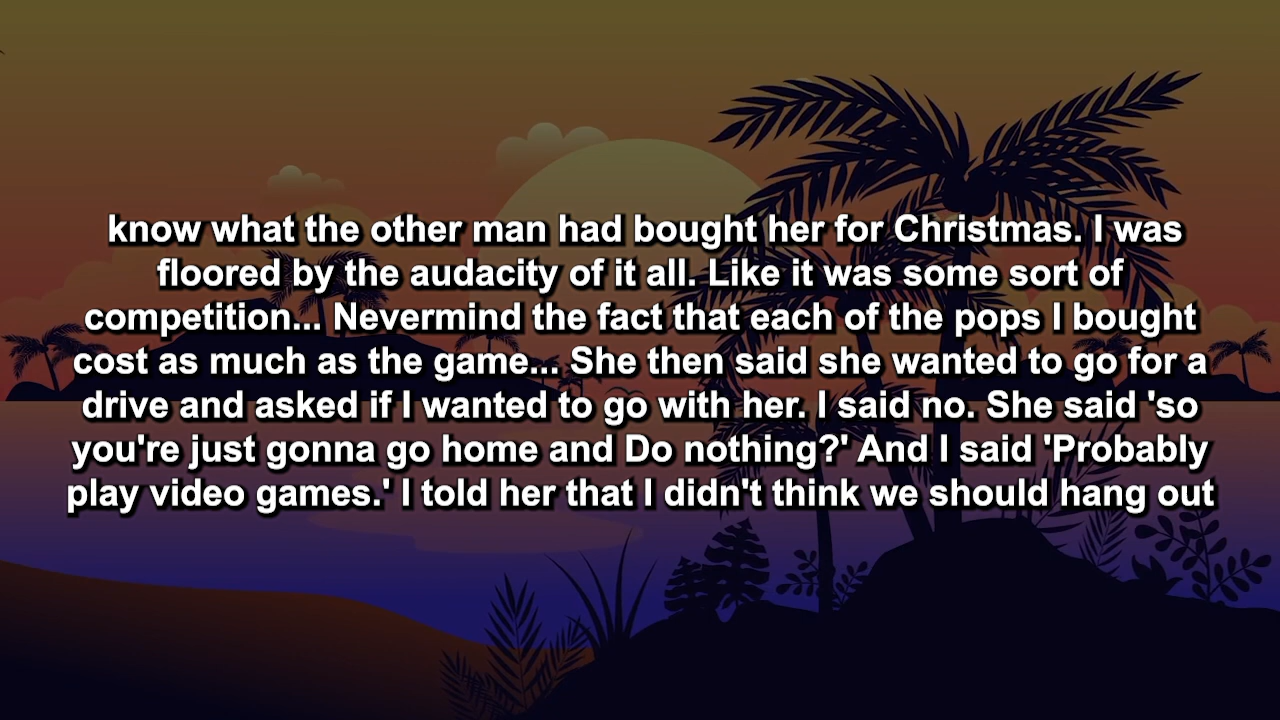 know what the other man had bought her for Christmas. I was
floored by the audacity of it all. Like it was some sort of
competition... Nevermind the fact that each of the pops I bought
cost as much as the game... She then said she wanted to go for a
drive and asked if I wanted to go with her. I said no. She said 'so
you're just gonna go home and Do nothing?' And I said 'Probably
play video games.' I told her that I didn't think we should hang out